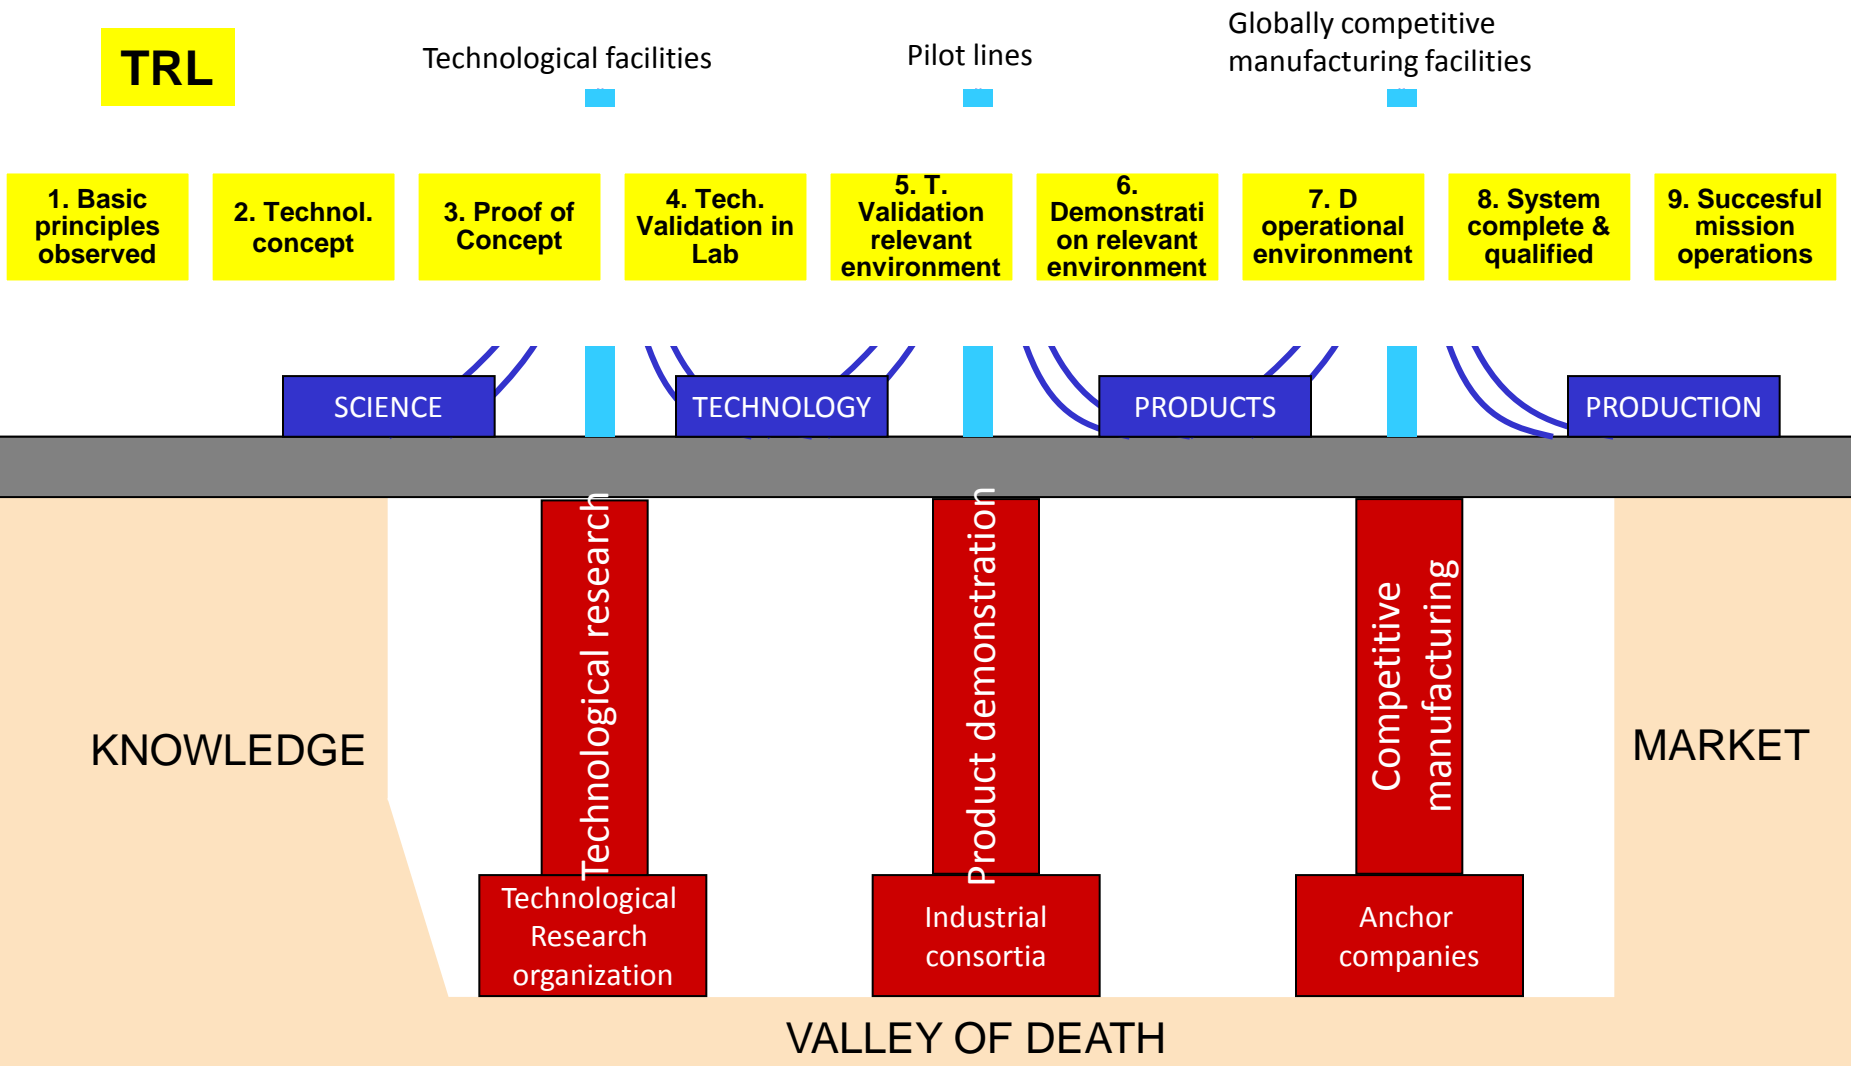 TRL
Technological facilities
Pilot lines
Globally competitive
manufacturing facilities
1. Basic
principles
observed
2. Technol.
concept
3. Proof of
Concept
4. Tech.
Validation in
Lab
5. T.
Validation
relevant
environment
6.
Demonstrati
on relevant
environment
7. D
operational
environment
8. System
complete &
qualified
9. Succesful
mission
operations
SCIENCE
TECHNOLOGY
PRODUCTS
PRODUCTION
Technological research
Product demonstration
Competitive
manufacturing
KNOWLEDGE
MARKET
Technological
Research
organization
Industrial
consortia
Anchor
companies
VALLEY OF DEATH